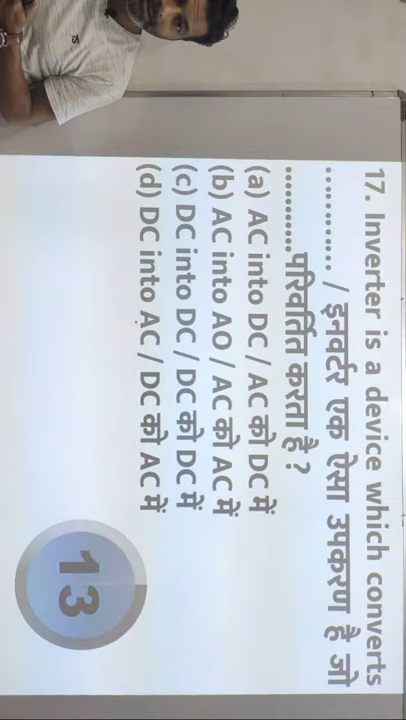 17. Inverter is a device which converts
............ / इनवर्टर एक ऐसा उपकरण है जो
............परिवर्तित करता है ?
(a) AC into DC / AC को DC में
(b) AC into AO / AC को AC में
(c) DC into DC / DC को DC में
(d) DC into AC / DC को AC में
13